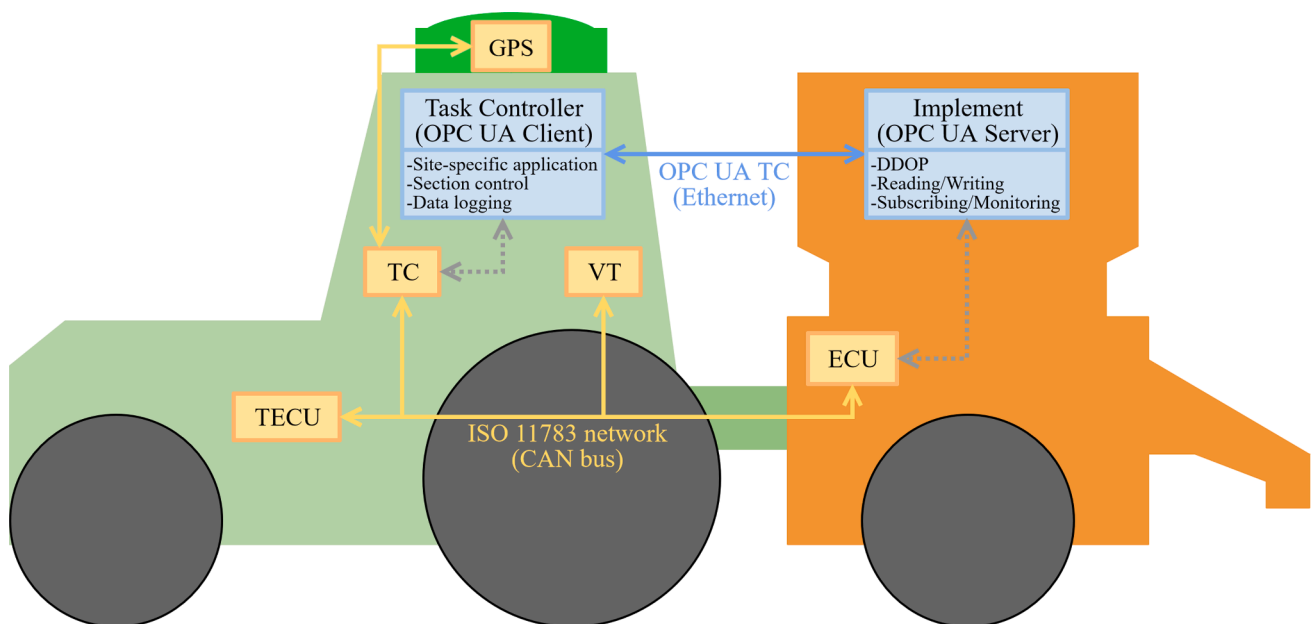 GPS
Task Controller
(OPC UA Client)
-Site-specific application
-Section control
-Data logging
OPC UA TC
(Ethernet)
Implement
(OPC UA Server)
-DDOP
-Reading/Writing
-Subscribing/Monitoring
TC
VT
ECU
TECU
ISO 11783 network
(CAN bus)